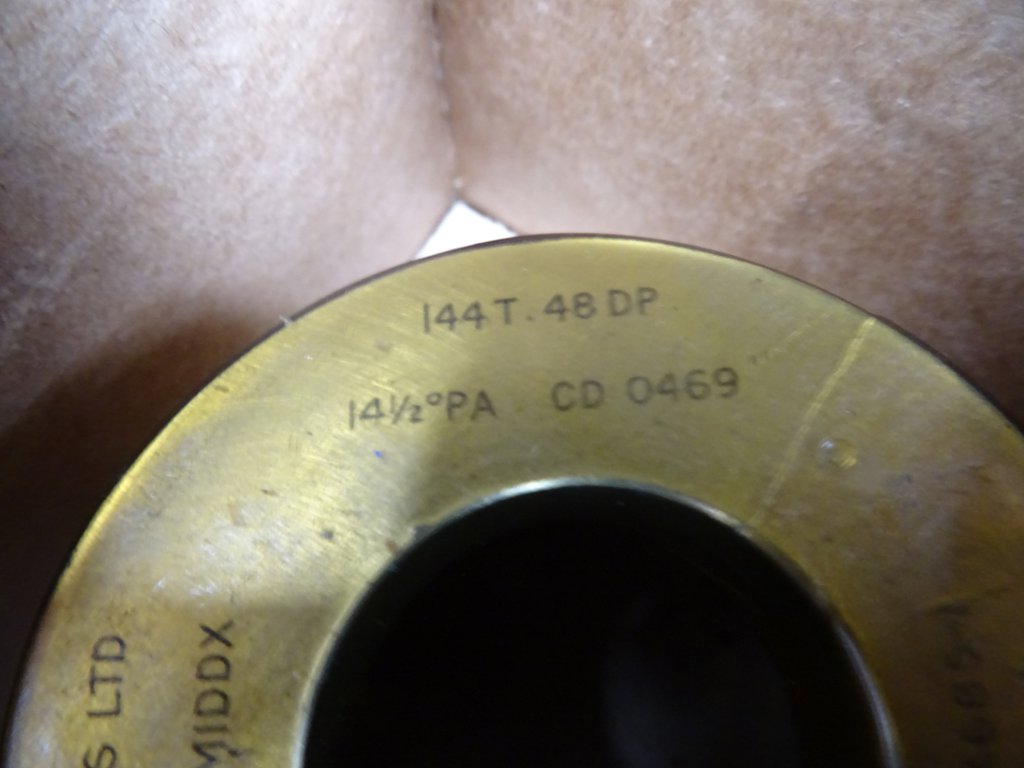 144T. 48 DP
14½°PA CD 0469
S LTD
MIDDX